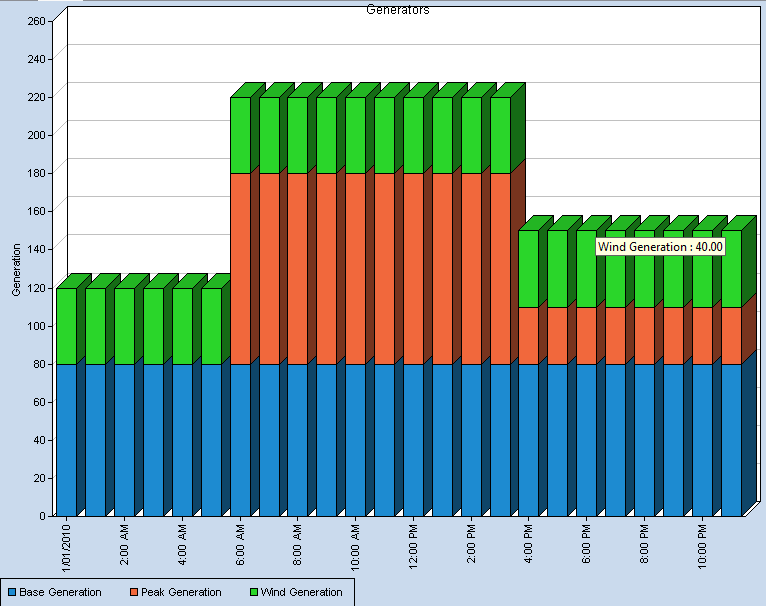 Generators
260
240
220
200
180
160
140
120
100
80
60
40
20
0
Generation
Wind Generation : 40.00
1/01/2010
2:00 AM
4:00 AM
6:00 AM
8:00 AM
10:00 AM
12:00 PM
2:00 PM
4:00 PM
6:00 PM
8:00 PM
10:00 PM
Base Generation
Peak Generation
Wind Generation